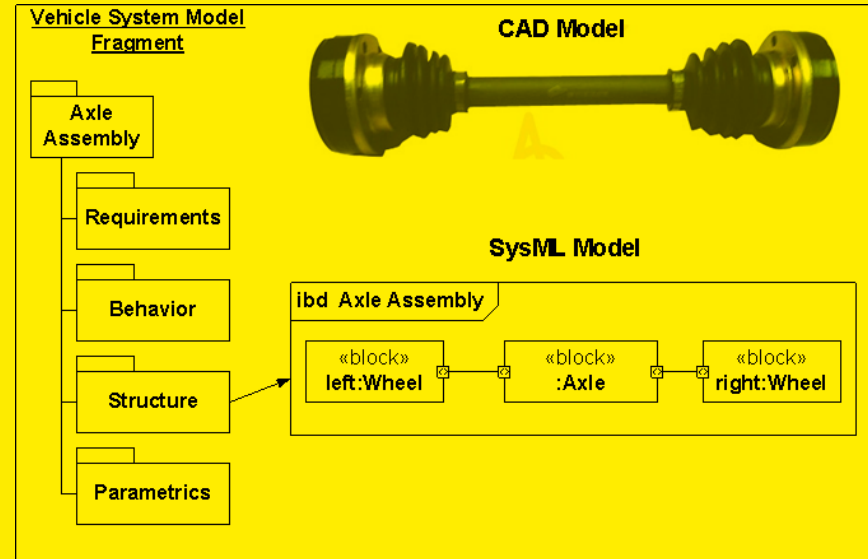 Vehicle System Model
Fragment
CAD Model
Axle
Assembly
Requirements
Behavior
Structure
Parametrics
SysML Model
ibd Axle Assembly
«block»
left:Wheel
«block»
:Axle
«block»
right:Wheel